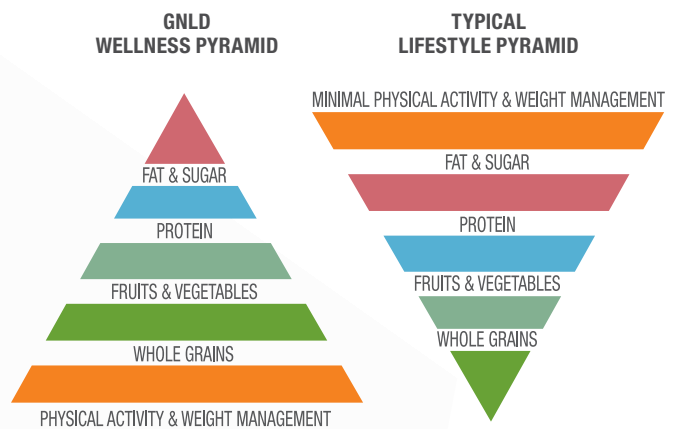 GNLD
WELLNESS PYRAMID
FAT & SUGAR
PROTEIN
FRUITS & VEGETABLES
WHOLE GRAINS
PHYSICAL ACTIVITY & WEIGHT MANAGEMENT
TYPICAL
LIFESTYLE PYRAMID
MINIMAL PHYSICAL ACTIVITY & WEIGHT MANAGEMENT
FAT & SUGAR
PROTEIN
FRUITS & VEGETABLES
WHOLE GRAINS